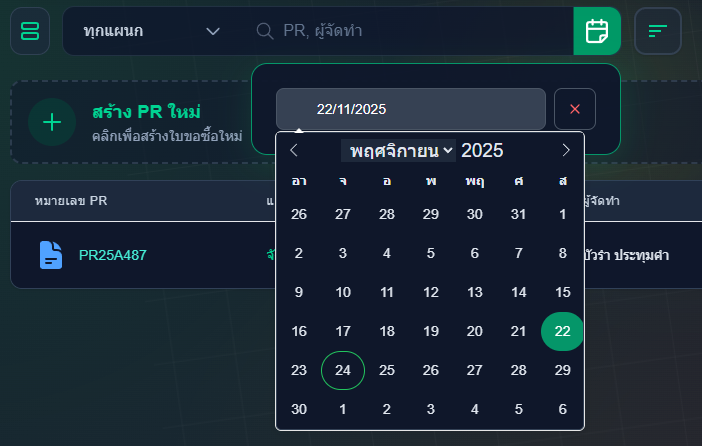 ทุกแผนก PR, ผู้จัดทำ
สร้าง PR ใหม่
คลิกเพื่อสร้างใบขอซื้อใหม่
22/11/2025
พฤศจิกายน 2025
อา จ อ พ พฤ ศ ส
26 27 28 29 30 31 1
2 3 4 5 6 7 8
9 10 11 12 13 14 15
16 17 18 19 20 21 22
23 24 25 26 27 28 29
30 1 2 3 4 5 6
หมายเลข PR
PR25A487
ผู้จัดทำ
บัวรำ ประทุมคำ